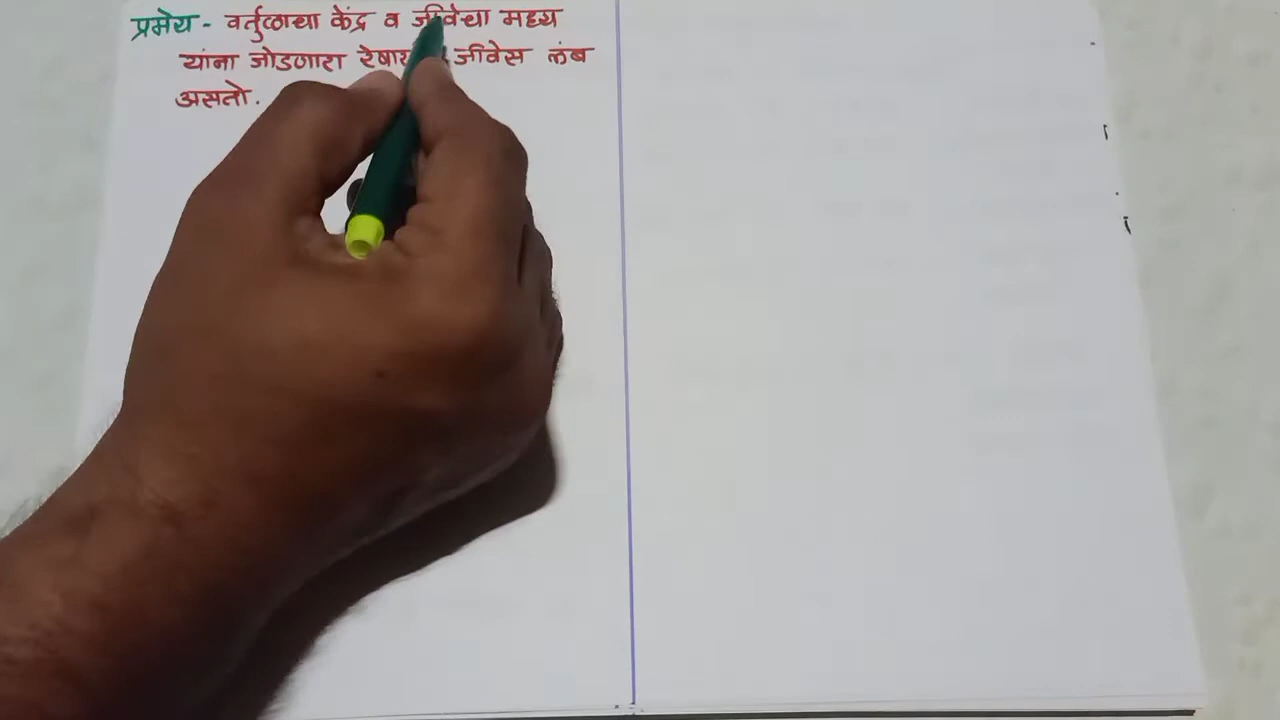 प्रमेय - वर्तुळाचा केंद्र व जीवेचा मध्य
यांना जोडणारा जीवेस लंब
असतो.